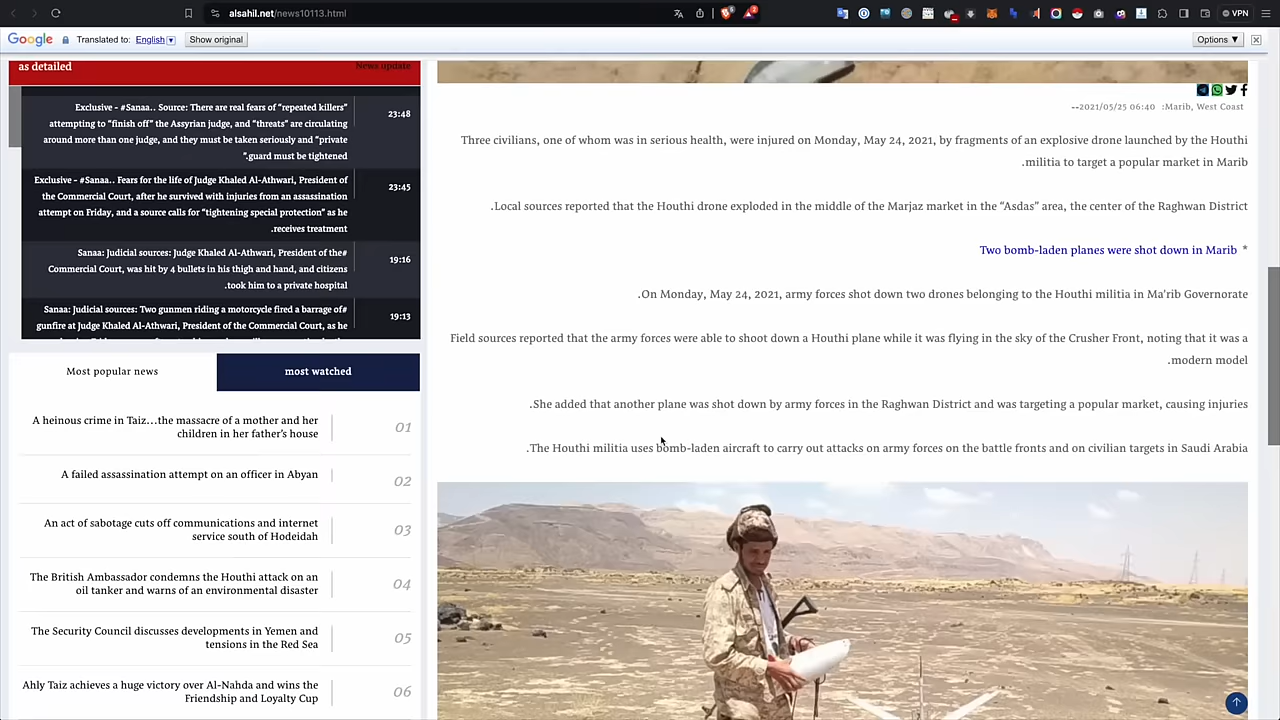 alsahil.net/news10113.html
VPN
Google
Translated to: English
Show original
Options ▼
as detailed
News update
Exclusive - #Sanaa.. Source: There are real fears of “repeated killers”
attempting to “finish off” the Assyrian judge, and “threats” are circulating
around more than one judge, and they must be taken seriously and “private
.”guard must be tightened
23:48
Exclusive - #Sanaa.. Fears for the life of Judge Khaled Al-Athwari, President of
the Commercial Court, after he survived with injuries from an assassination
attempt on Friday, and a source calls for “tightening special protection” as he
.receives treatment
23:45
Sanaa: Judicial sources: Judge Khaled Al-Athwari, President of the#
Commercial Court, was hit by 4 bullets in his thigh and hand, and citizens
.took him to a private hospital
19:16
Sanaa: Judicial sources: Two gunmen riding a motorcycle fired a barrage of#
gunfire at Judge Khaled Al-Athwari, President of the Commercial Court, as he
19:13
Most popular news
most watched
A heinous crime in Taiz...the massacre of a mother and her
children in her father's house
01
A failed assassination attempt on an officer in Abyan
02
An act of sabotage cuts off communications and internet
service south of Hodeidah
03
The British Ambassador condemns the Houthi attack on an
oil tanker and warns of an environmental disaster
04
The Security Council discusses developments in Yemen and
tensions in the Red Sea
05
Ahly Taiz achieves a huge victory over Al-Nahda and wins the
Friendship and Loyalty Cup
06
--2021/05/25 06:40 :Marib, West Coast
Three civilians, one of whom was in serious health, were injured on Monday, May 24, 2021, by fragments of an explosive drone launched by the Houthi
.militia to target a popular market in Marib
.Local sources reported that the Houthi drone exploded in the middle of the Marjaz market in the “Asdas” area, the center of the Raghwan District
Two bomb-laden planes were shot down in Marib *
.On Monday, May 24, 2021, army forces shot down two drones belonging to the Houthi militia in Ma'rib Governorate
Field sources reported that the army forces were able to shoot down a Houthi plane while it was flying in the sky of the Crusher Front, noting that it was a
.modern model
.She added that another plane was shot down by army forces in the Raghwan District and was targeting a popular market, causing injuries
.The Houthi militia uses bomb-laden aircraft to carry out attacks on army forces on the battle fronts and on civilian targets in Saudi Arabia